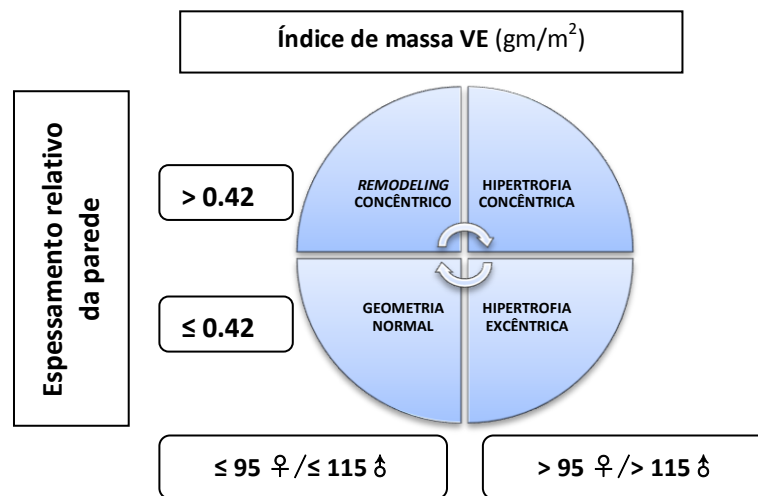 Índice de massa VE (gm/m²)
Espessamento relativo
da parede
> 0.42
REMODELING
CONCÊNTRICO
HIPERTROFIA
CONCÊNTRICA
≤ 0.42
GEOMETRIA
NORMAL
HIPERTROFIA
EXCÊNTRICA
≤ 95 ♀/≤ 115 ♂
> 95 ♀/> 115 ♂